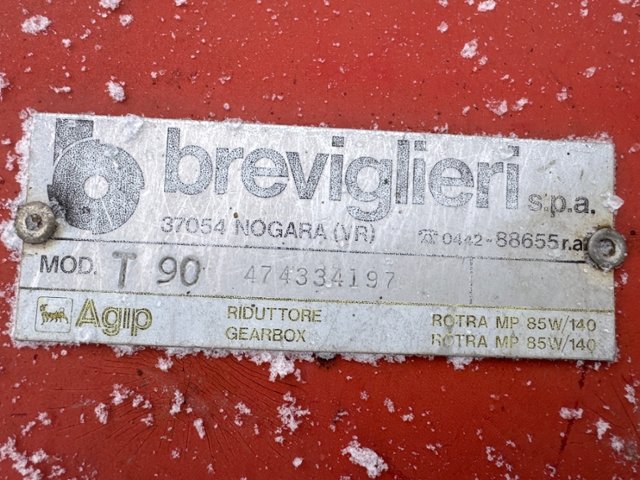 b breviglieri s.p.a.
37054 NOGARA (VR) ☏ 0442-88655 r.a.
MOD. T 90 474334197
Agip RIDUTTORE ROTRA MP 85W/140
GEARBOX ROTRA MP 85W/140